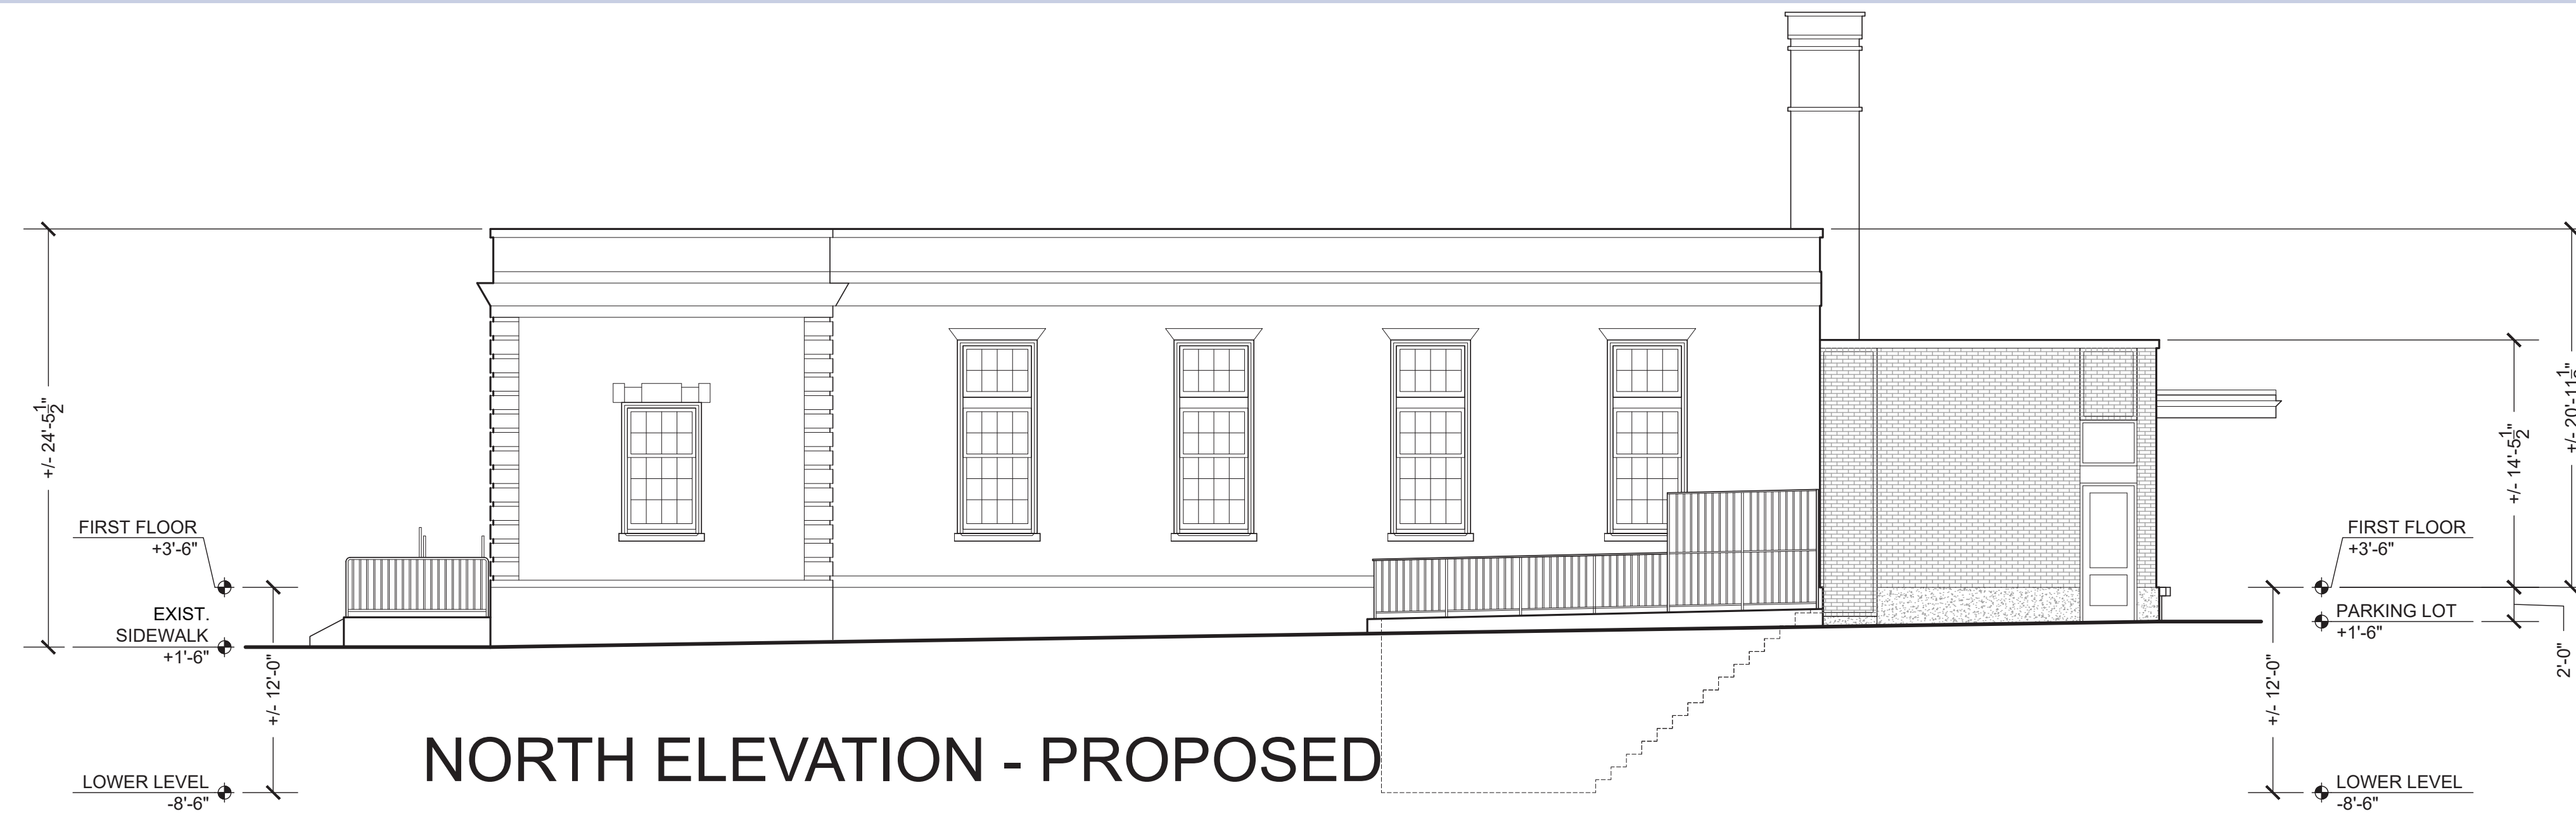 +/- 24'-5 1/2"
FIRST FLOOR
+3'-6"
EXIST.
SIDEWALK
+1'-6"
+/- 12'-0"
LOWER LEVEL
-8'-6"
NORTH ELEVATION - PROPOSED
+/- 14'-5 1/2"
+/- 20'-11 1/2"
FIRST FLOOR
+3'-6"
PARKING LOT
+1'-6"
2'-0"
+/- 12'-0"
LOWER LEVEL
-8'-6"